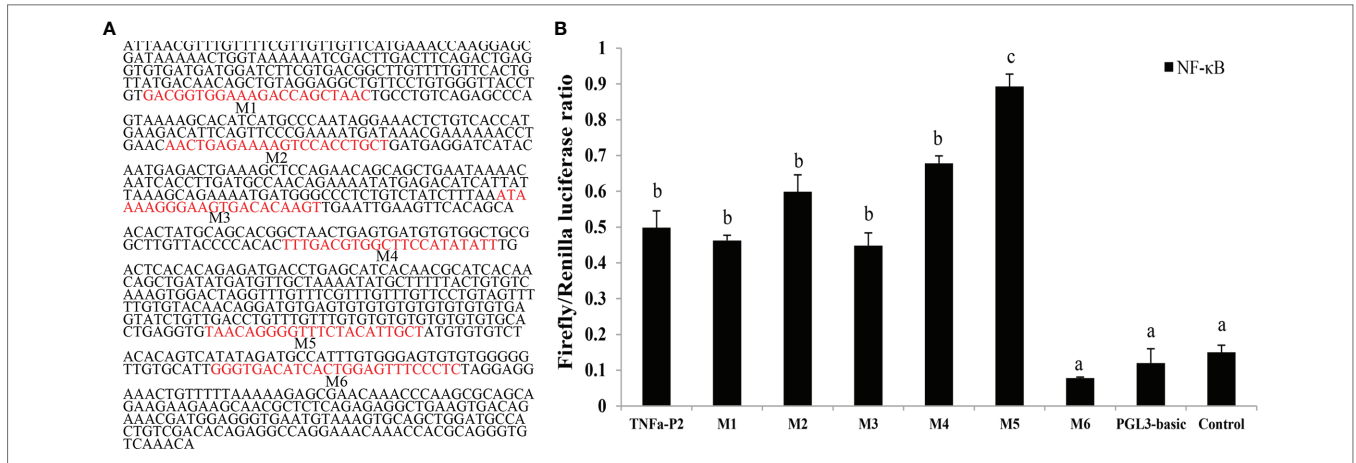 A
ATTAACGTTTGTTTTCGTTGTTGTTCATGAAACCAAGGAGC
GATAAAAACTGGTAAAAAATCGACTTGACTTCAGACTGAG
GTGTGATGATGGATCTTCGTGACGGCTTGTTTTGTTCACTG
TTATGACAACAGCTGTAGGAGGCTGTTCCTGTGGGTTACCT
GTGACGGTGGAAAGACCAGCTAACTGCCTGTCAGAGCCCA
M1
GTAAAAGCACATCATGCCCAATAGGAAACTCTGTCACCAT
GAAGACATTCAGTTCCCGAAAATGATAAACGAAAAAACCT
GAACAACTGAGAAAAGTCCACCTGCTGATGAGGATCATAC
M2
AATGAGACTGAAAGCTCCAGAACAGCAGCTGAATAAAAC
AATCACCTTGATGCCAACAGAAAATATGAGACATCATTAT
TAAAGCAGAAAATGATGGGCCCTCTGTCTATCTTTAAATA
AAAGGGAAGTGACACAAGTTGAATTGAAGTTCACAGCA
M3
ACACTATGCAGCACGGCTAACTGAGTGATGTGTGGCTGCG
GCTTGTTACCCCACACTTTGACGTGGCTTCCATATATTTG
M4
ACTCACACAGAGATGACCTGAGCATCACAACGCATCACAA
CAGCTGATATGATGTTGCTAAAATATGCTTTTTACTGTGTC
AAAGTGGACTAGGTTTGTTTCGTTTGTTTGTTCCTGTAGTTT
TTGTGTACAACAGGATGTGAGTGTGTGTGTGTGTGTGTGA
GTATCTGTTGACCTGTTTGTTTGTGTGTGTGTGTGTGTGCA
CTGAGGTGTAACAGGGGTTTCTACATTGCTATGTGTGTCT
M5
ACACAGTCATATAGATGCCATTTGTGGGAGTGTGTGGGGG
TTGTGCATTGGGTGACATCACTGGAGTTTCCCTCTAGGAGG
M6
AAACTGTTTTTAAAAAGAGCGAACAAACCCAAGCGCAGCA
GAAGAAGAAGCAACGCTCTCAGAGAGGCTGAAGTGACAG
AAACGATGGAGGGTGAATGTAAAGTGCAGCTGGATGCCA
CTGTCGACACAGAGGCCAGGAAACAAACCACGCAGGGTG
TCAAACA
B
Firefly/Renilla luciferase ratio
1
0.9
0.8
0.7
0.6
0.5
0.4
0.3
0.2
0.1
0
b b b b b c a a a
NF-κB
TNFa-P2 M1 M2 M3 M4 M5 M6 PGL3-basic Control